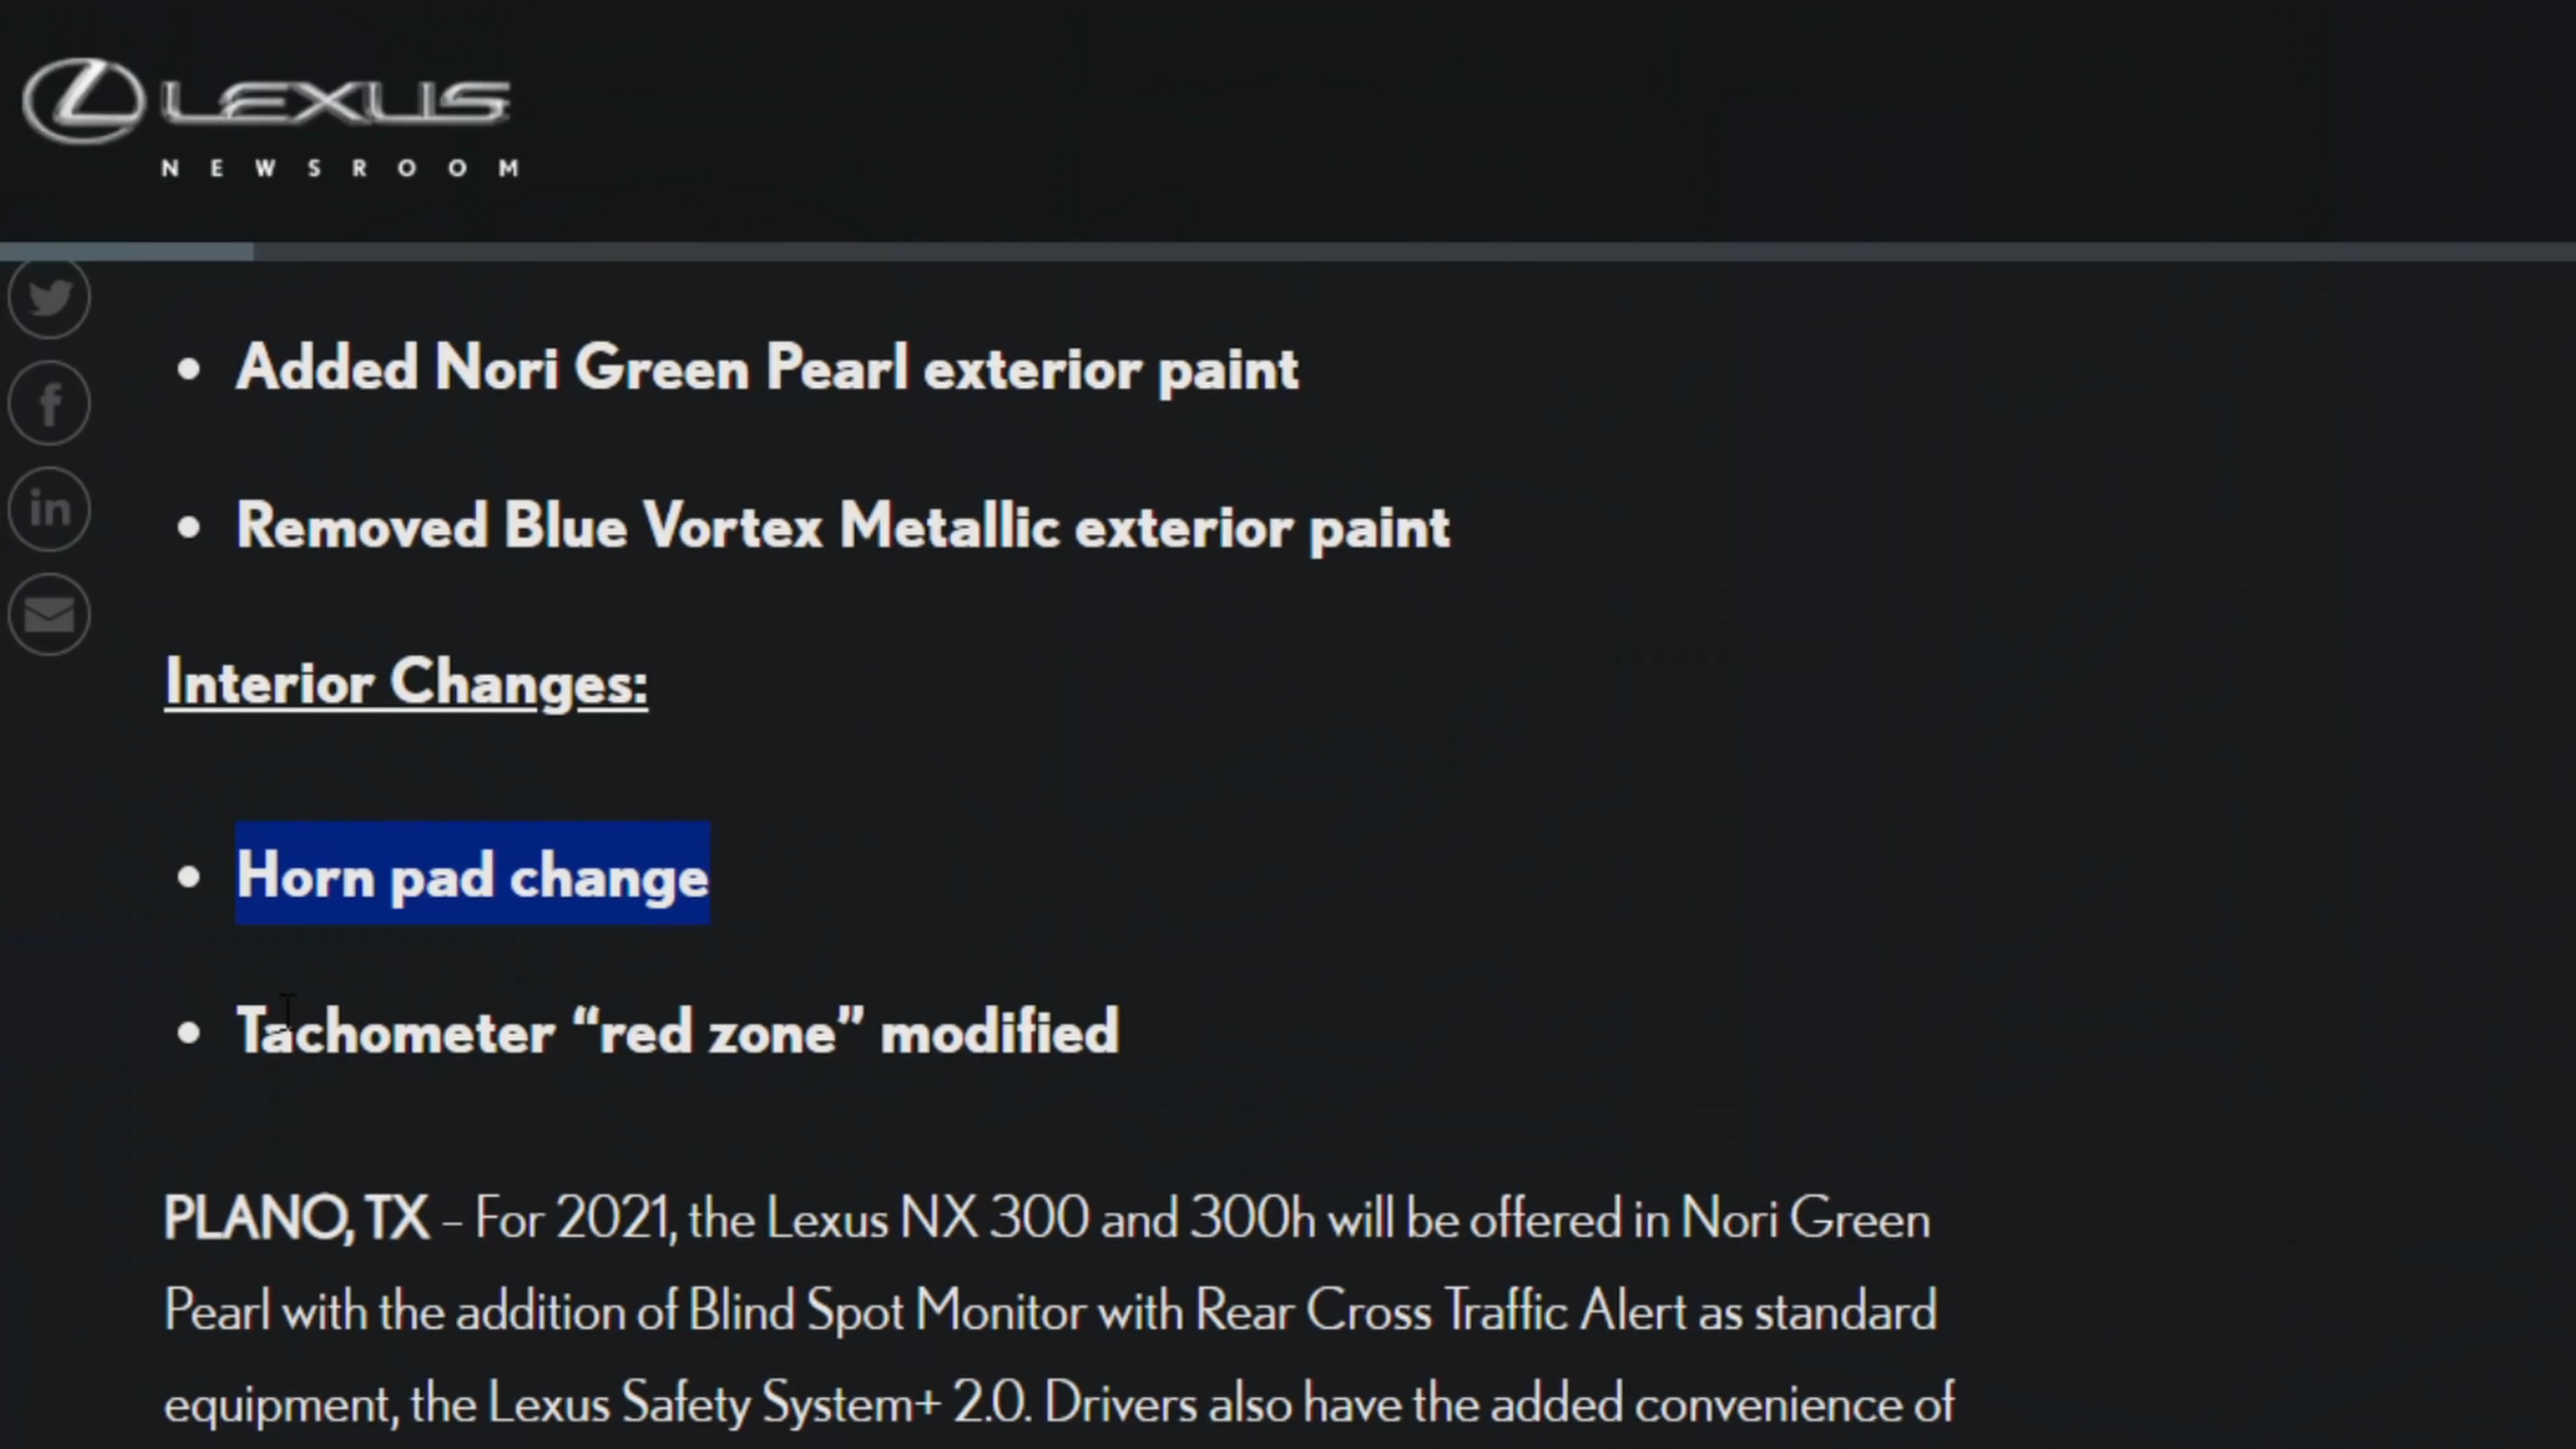 LEXUS
NEWSROOM
• Added Nori Green Pearl exterior paint
• Removed Blue Vortex Metallic exterior paint
Interior Changes:
• Horn pad change
• Tachometer “red zone” modified
PLANO, TX – For 2021, the Lexus NX 300 and 300h will be offered in Nori Green
Pearl with the addition of Blind Spot Monitor with Rear Cross Traffic Alert as standard
equipment, the Lexus Safety System+ 2.0. Drivers also have the added convenience of